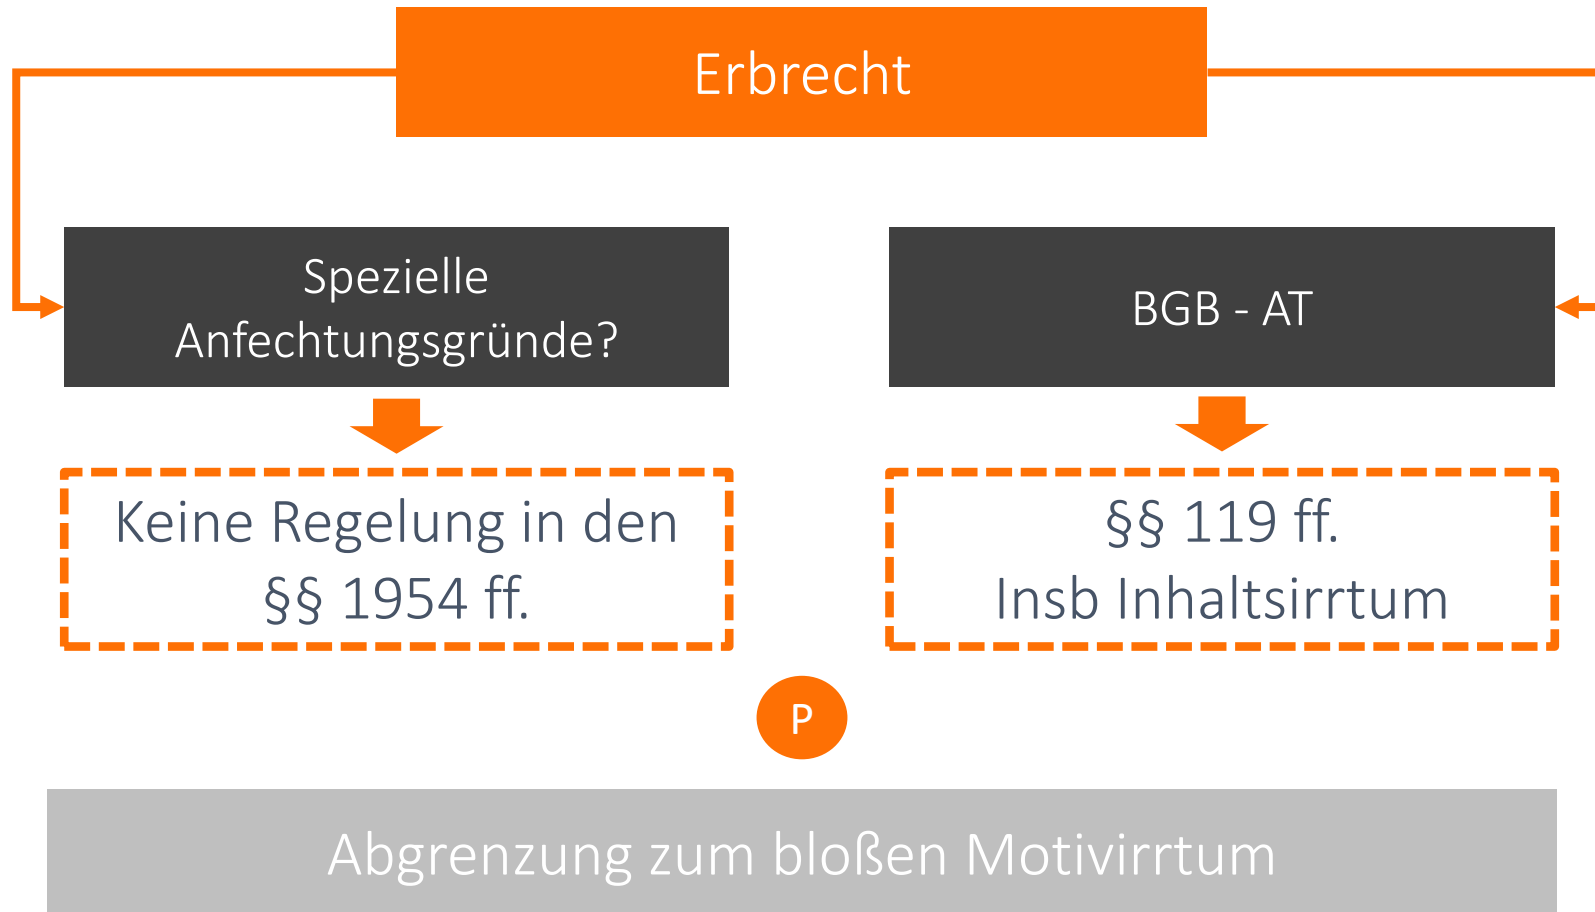 Erbrecht
Spezielle
Anfechtungsgründe?
BGB - AT
Keine Regelung in den
§§ 1954 ff.
§§ 119 ff.
Insb Inhaltsirrtum
P
Abgrenzung zum bloßen Motivirrtum